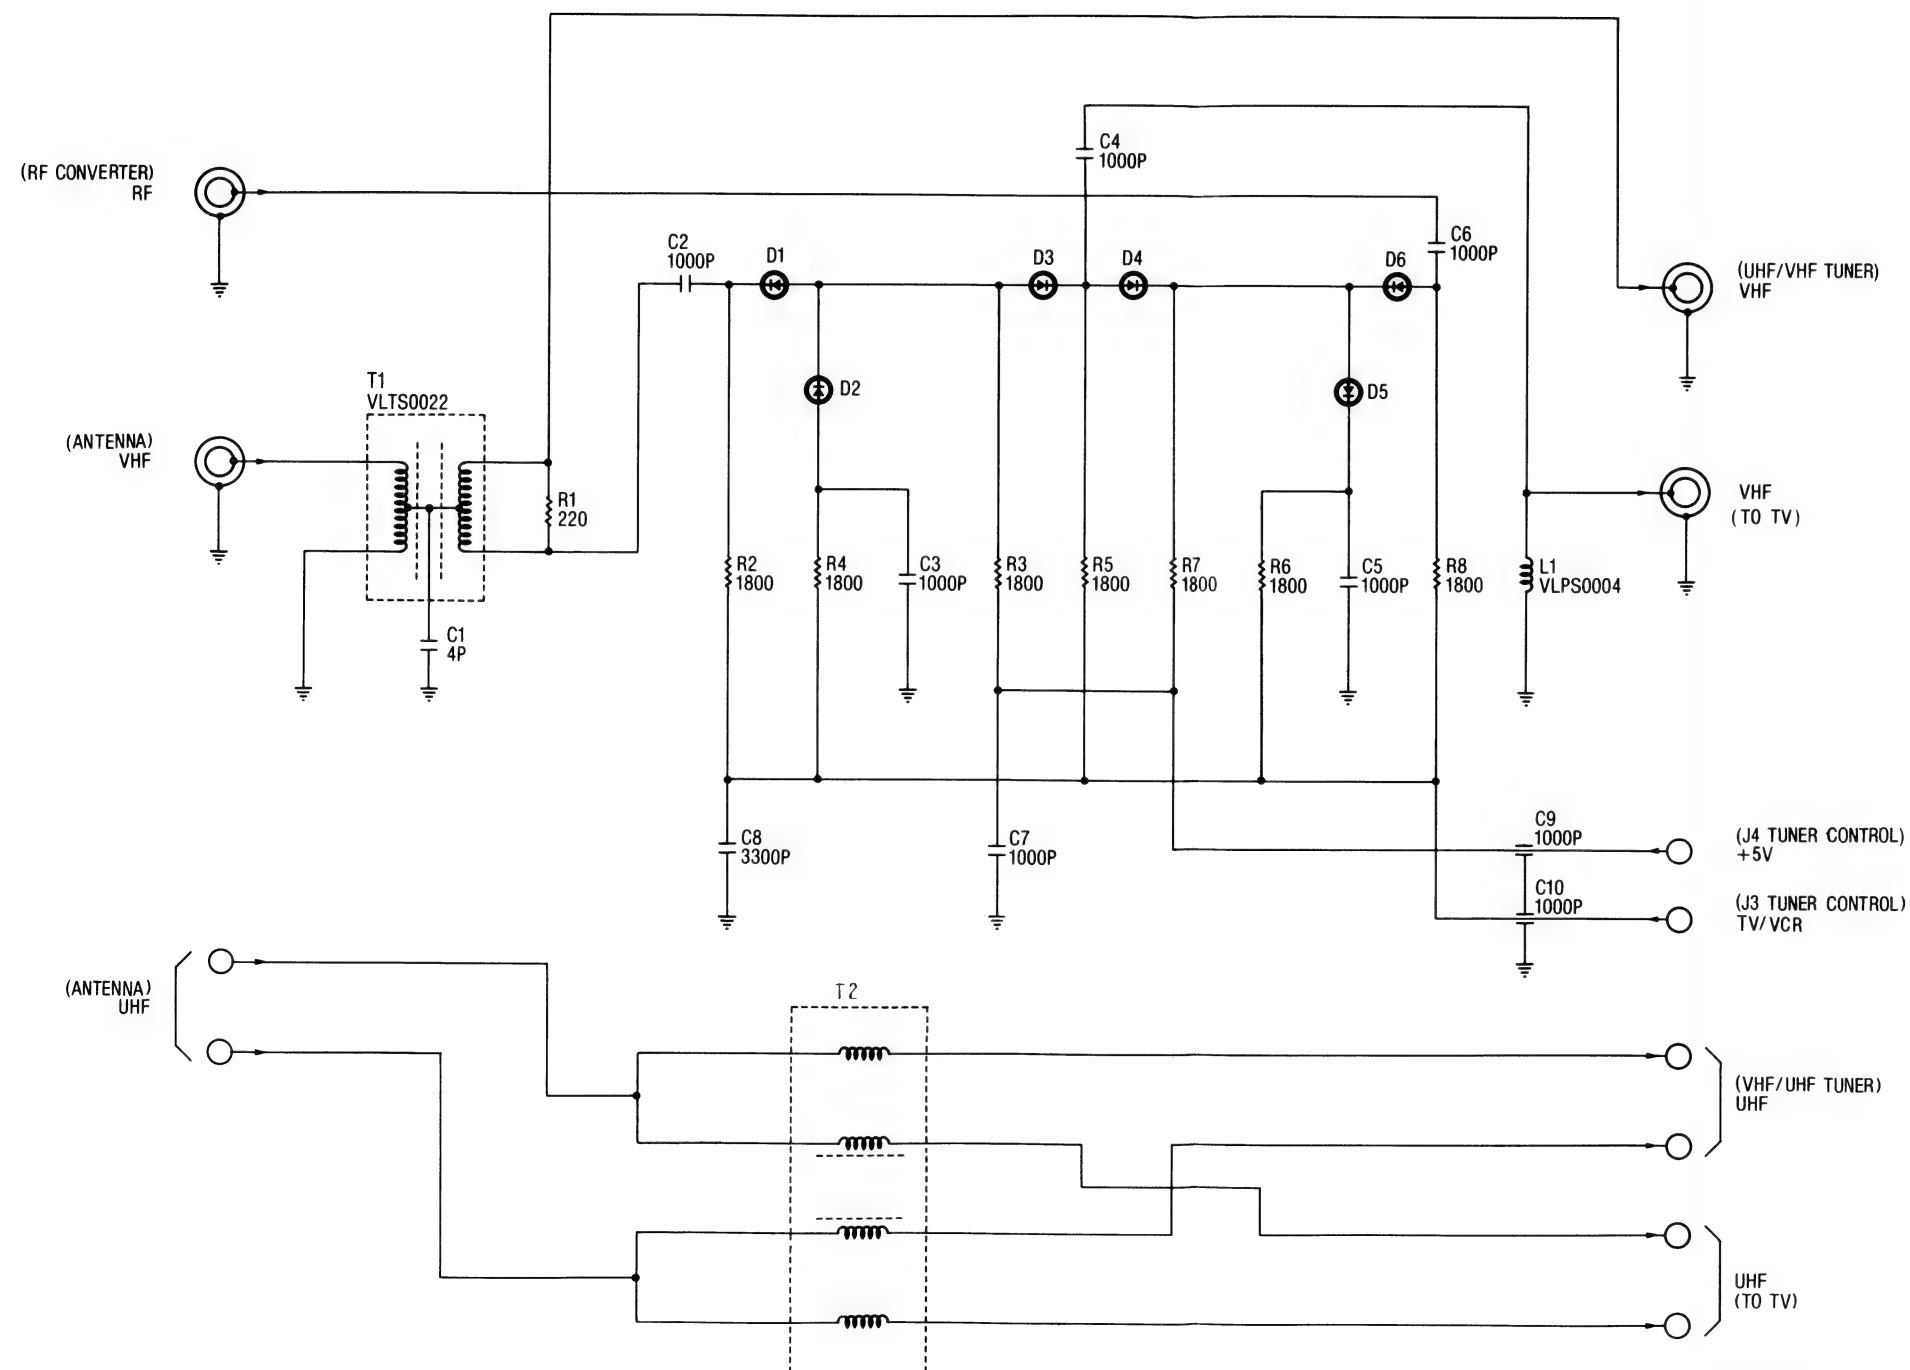 C4
1000P
(RF CONVERTER)
RF
C2
1000P
D1
D3
D4
D6
C6
1000P
(UHF/VHF TUNER)
VHF
T1
VLTS0022
D2
D5
(ANTENNA)
VHF
R1
220
VHF
(TO TV)
R2
1800
R4
1800
C3
1000P
R3
1800
R5
1800
R7
1800
R6
1800
C5
1000P
R8
1800
L1
VLPS0004
C1
4P
C8
3300P
C7
1000P
C9
1000P
(J4 TUNER CONTROL)
+5V
C10
1000P
(J3 TUNER CONTROL)
TV/VCR
(ANTENNA)
UHF
T2
(VHF/UHF TUNER)
UHF
UHF
(TO TV)